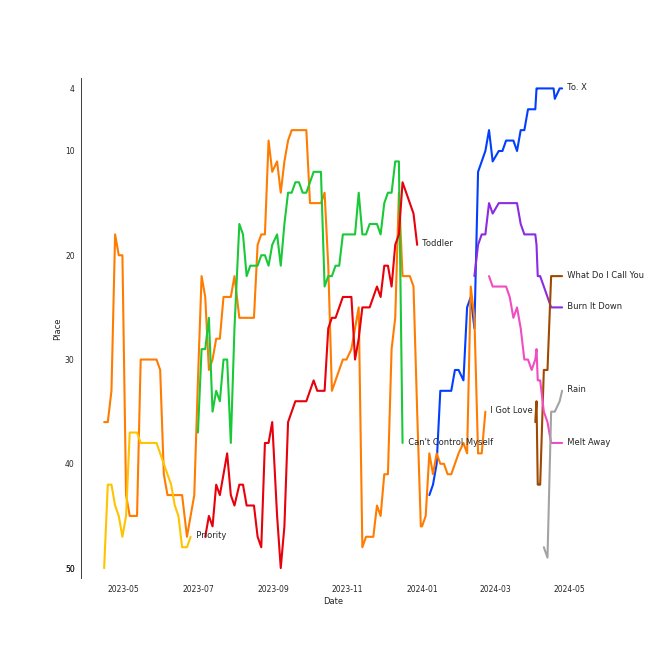 4
To. X
10
Toddler
20
What Do I Call You
Burn It Down
Place
30
Rain
I Got Love
Can't Control Myself
Melt Away
40
Priority
50
2023-05
2023-07
2023-09
2023-11
2024-01
2024-03
2024-05
Date